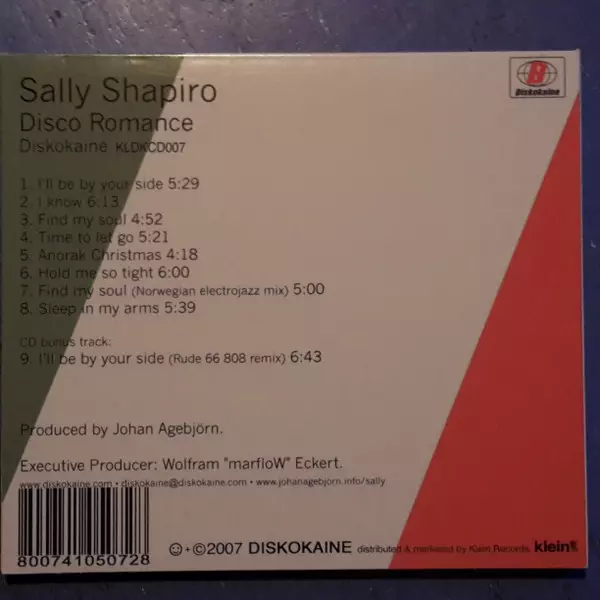 Sally Shapiro
Disco Romance
Diskokaine KLDKCD007
Diskokaine
1. I'll be by your side 5:29
2. I know 6:13
3. Find my soul 4:52
4. Time to let go 5:21
5. Anorak Christmas 4:18
6. Hold me so tight 6:00
7. Find my soul (Norwegian electrojazz mix) 5:00
8. Sleep in my arms 5:39
CD bonus track:
9. I'll be by your side (Rude 66 808 remix) 6:43
Produced by Johan Agebjörn.
Executive Producer: Wolfram "marfloW" Eckert.
www.diskokaine.com • diskokaine@diskokaine.com • www.johanagebjorn.info/sally
800741050728
+©2007 DISKOKAINE distributed & marketed by Klein Records klein